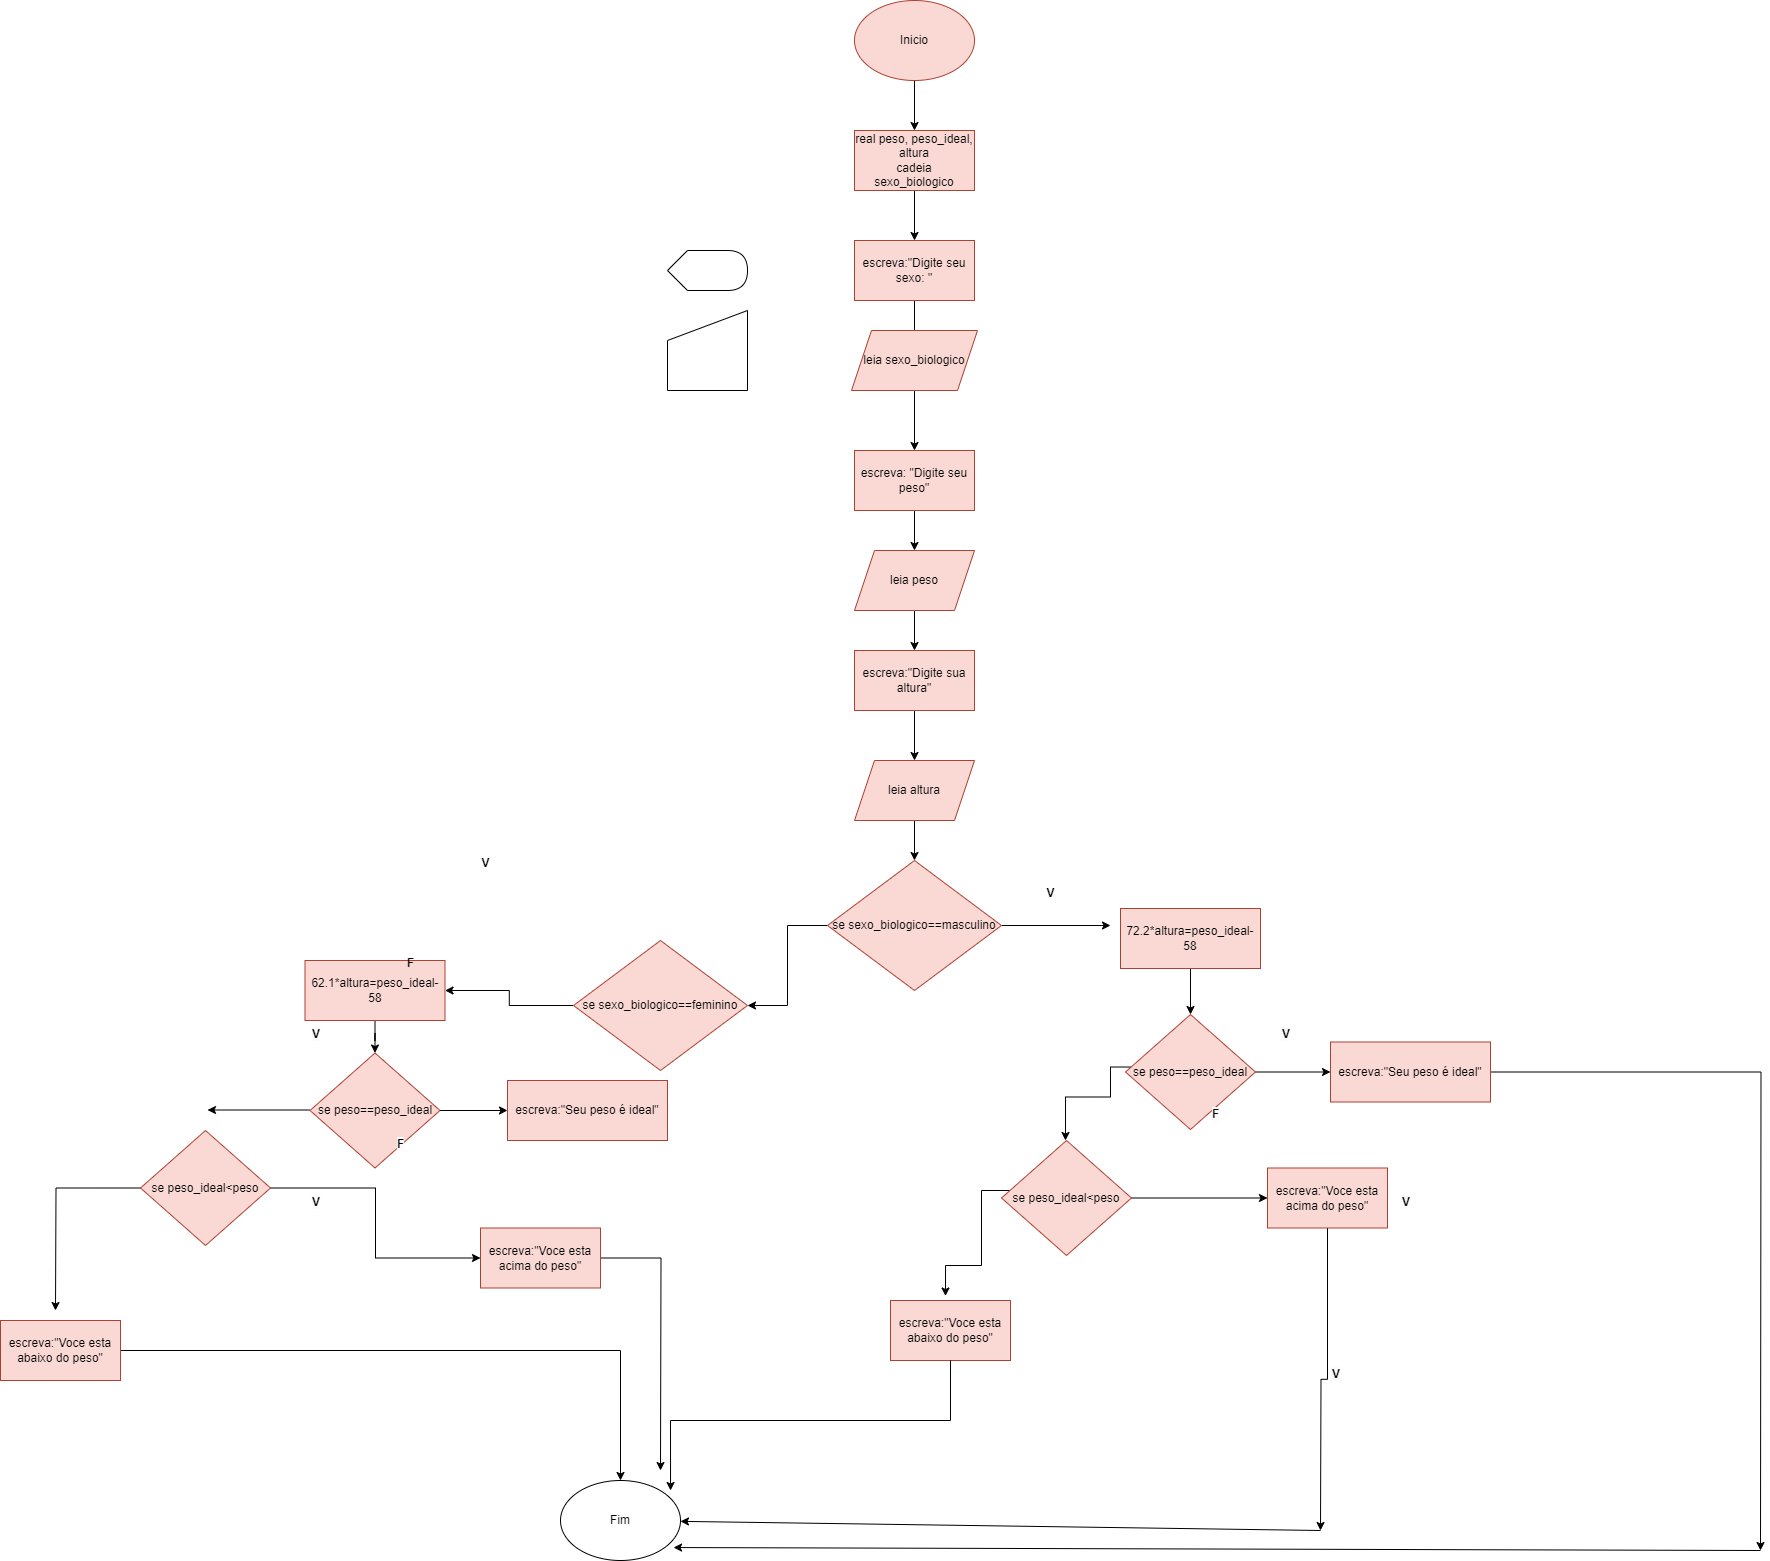 Inicio
real peso, peso_ideal,
altura
cadeia
sexo_biologico
escreva:"Digite seu
sexo: "
leia sexo_biologico
escreva: "Digite seu
peso"
leia peso
escreva:"Digite sua
altura"
leia altura
V
V
se sexo_biologico==masculino
72.2*altura=peso_ideal-
58
F
62.1*altura=peso_ideal-
58
se sexo_biologico==feminino
V
V
se peso==peso_ideal
escreva:"Seu peso é ideal"
F
se peso==peso_ideal
escreva:"Seu peso é ideal"
F
se peso_ideal<peso
V
se peso_ideal<peso
escreva:"Voce esta
acima do peso"
V
escreva:"Voce esta
acima do peso"
escreva:"Voce esta
abaixo do peso"
escreva:"Voce esta
abaixo do peso"
V
Fim